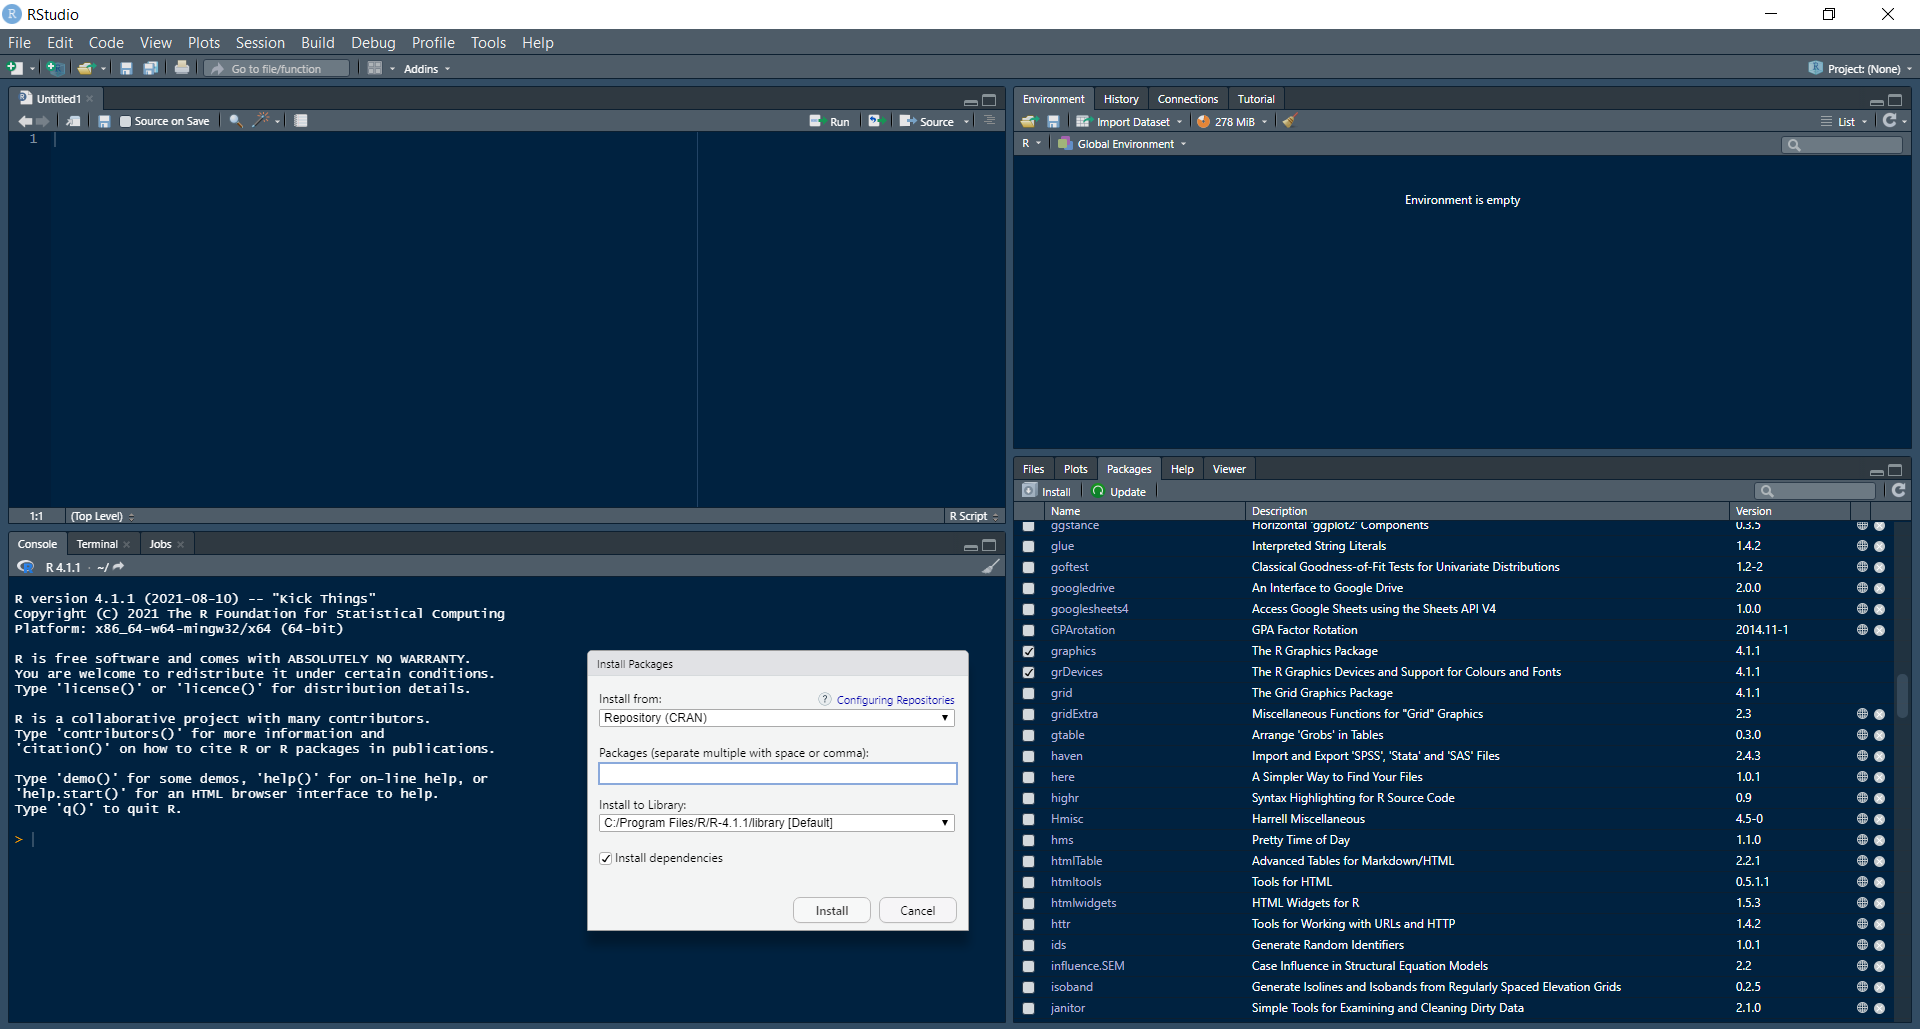 RStudio
File Edit Code View Plots Session Build Debug Profile Tools Help
Go to file/function Addins Project: (None)
Untitled1
Source on Save Run Source
1
1:1 (Top Level) R Script
Console Terminal Jobs
R 4.1.1 · ~/
R version 4.1.1 (2021-08-10) -- "Kick Things"
Copyright (C) 2021 The R Foundation for Statistical Computing
Platform: x86_64-w64-mingw32/x64 (64-bit)
R is free software and comes with ABSOLUTELY NO WARRANTY.
You are welcome to redistribute it under certain conditions.
Type 'license()' or 'licence()' for distribution details.
R is a collaborative project with many contributors.
Type 'contributors()' for more information and
'citation()' on how to cite R or R packages in publications.
Type 'demo()' for some demos, 'help()' for on-line help, or
'help.start()' for an HTML browser interface to help.
Type 'q()' to quit R.
>
Install Packages
Install from: ? Configuring Repositories
Repository (CRAN)
Packages (separate multiple with space or comma):
Install to Library:
C:/Program Files/R/R-4.1.1/library [Default]
Install dependencies
Install Cancel
Environment History Connections Tutorial
Import Dataset 278 MiB List
R Global Environment
Environment is empty
Files Plots Packages Help Viewer
Install Update
Name Description Version
ggstance Horizontal 'ggplot2' Components 0.3.5
glue Interpreted String Literals 1.4.2
goftest Classical Goodness-of-Fit Tests for Univariate Distributions 1.2-2
googledrive An Interface to Google Drive 2.0.0
googlesheets4 Access Google Sheets using the Sheets API V4 1.0.0
GPArotation GPA Factor Rotation 2014.11-1
graphics The R Graphics Package 4.1.1
grDevices The R Graphics Devices and Support for Colours and Fonts 4.1.1
grid The Grid Graphics Package 4.1.1
gridExtra Miscellaneous Functions for "Grid" Graphics 2.3
gtable Arrange 'Grobs' in Tables 0.3.0
haven Import and Export 'SPSS', 'Stata' and 'SAS' Files 2.4.3
here A Simpler Way to Find Your Files 1.0.1
highr Syntax Highlighting for R Source Code 0.9
Hmisc Harrell Miscellaneous 4.5-0
hms Pretty Time of Day 1.1.0
htmlTable Advanced Tables for Markdown/HTML 2.2.1
htmltools Tools for HTML 0.5.1.1
htmlwidgets HTML Widgets for R 1.5.3
httr Tools for Working with URLs and HTTP 1.4.2
ids Generate Random Identifiers 1.0.1
influence.SEM Case Influence in Structural Equation Models 2.2
isoband Generate Isolines and Isobands from Regularly Spaced Elevation Grids 0.2.5
janitor Simple Tools for Examining and Cleaning Dirty Data 2.1.0